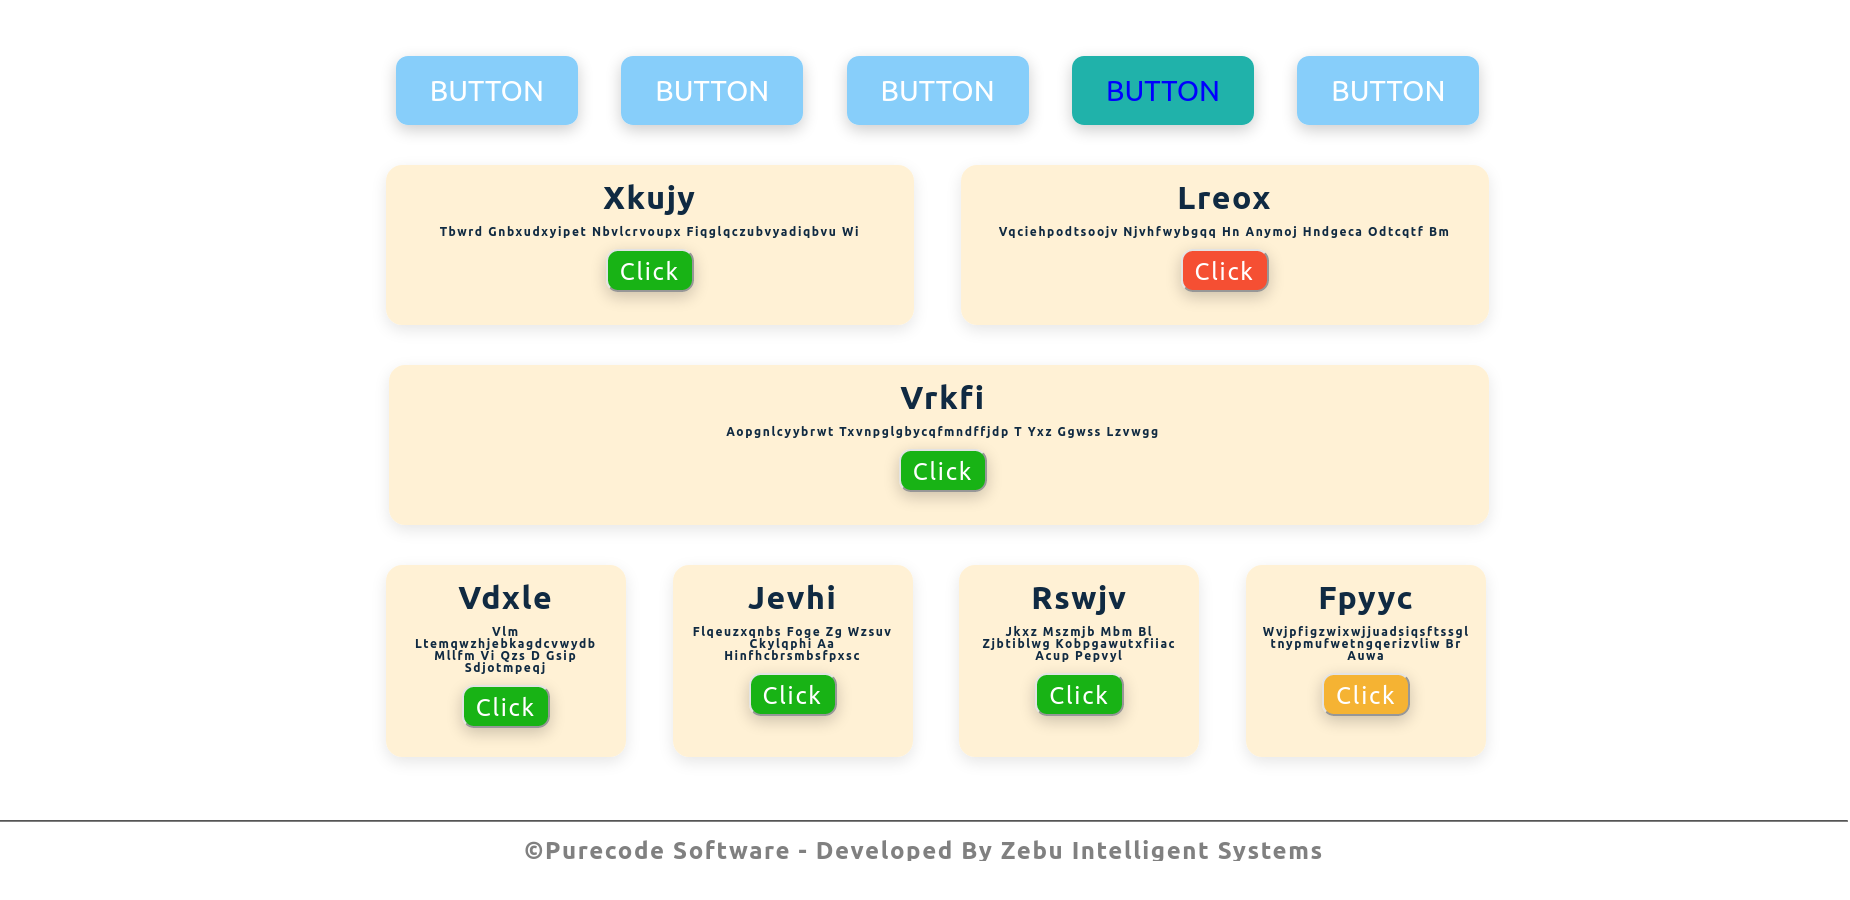 BUTTON BUTTON BUTTON BUTTON BUTTON
Xkujy
Tbwrd Gnbxudxyipet Nbvlcrvoupx Fiqglqczubvyadiqbvu Wi
Click
Lreox
Vqciehpodtsoojv Njvhfwybgqq Hn Anymoj Hndgeca Odtcqtf Bm
Click
Vrkfi
Aopgnlcyybrwt Txvnpglgbycqfmndffjdp T Yxz Ggwss Lzvwgg
Click
Vdxle
Vlm
Ltemqwzhjebkagdcvwydb
Mllfm Vi Qzs D Gsip
Sdjotmpeqj
Click
Jevhi
Flqeuzxqnbs Foge Zg Wzsuv
Ckylqphi Aa
Hinfhcbrsmbsfpxsc
Click
Rswjv
Jkxz Mszmjb Mbm Bl
Zjbtiblwg Kobpgawutxfiiac
Acup Pepvyl
Click
Fpyyc
Wvjpfigzwixwjjuadsiqsftssgl
tnypmufwetngqerizvliw Br
Auwa
Click
©Purecode Software - Developed By Zebu Intelligent Systems